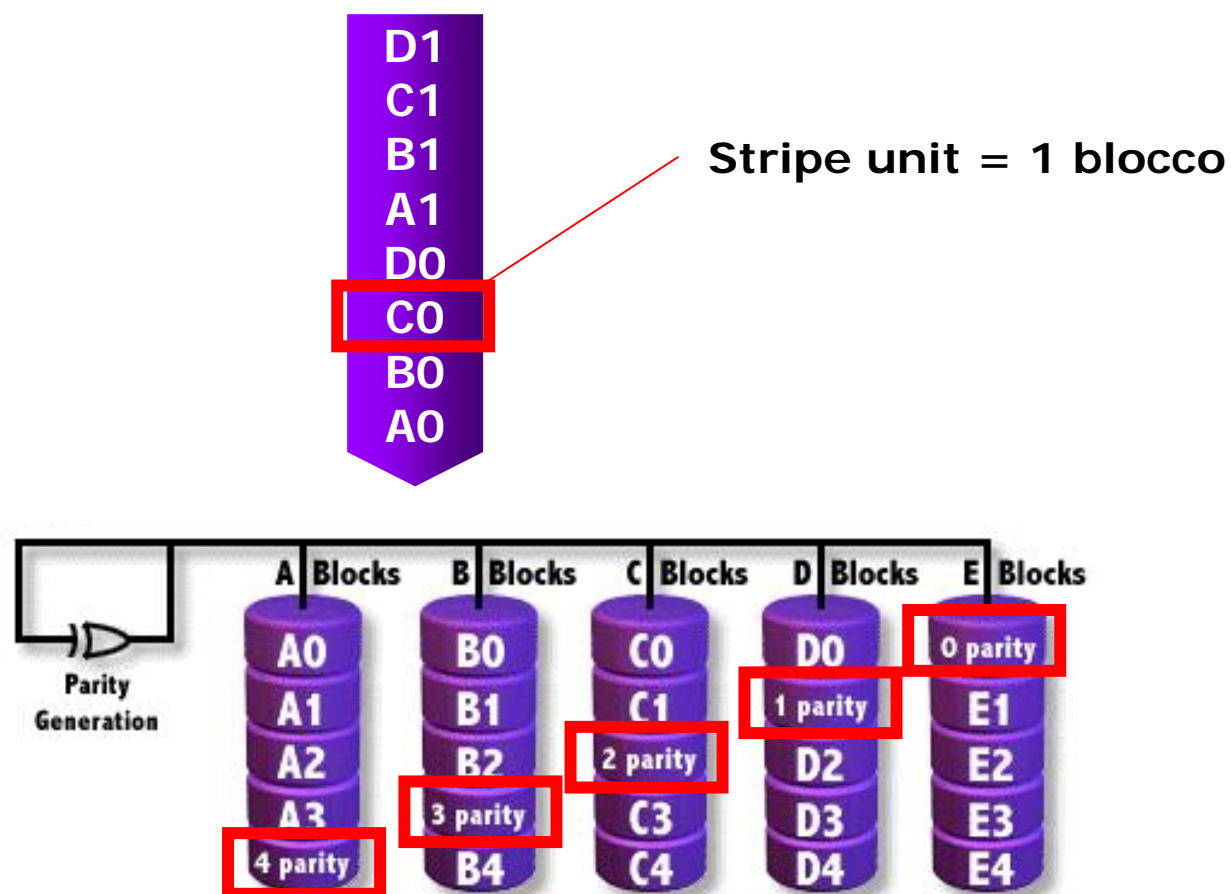 D1
C1
B1
A1
D0
C0
B0
A0
Stripe unit = 1 blocco
A Blocks B Blocks C Blocks D Blocks E Blocks
Parity
Generation
A0 B0 C0 D0 0 parity
A1 B1 C1 1 parity E1
A2 B2 2 parity D2 E2
A3 3 parity C3 D3 E3
4 parity B4 C4 D4 E4